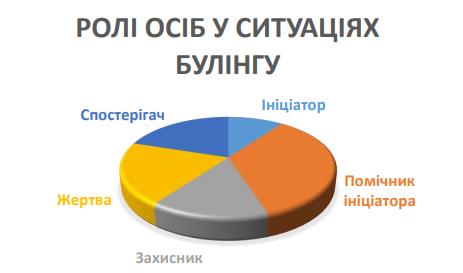 РОЛІ ОСІБ У СИТУАЦІЯХ
БУЛІНГУ
Ініціатор
Спостерігач
Помічник
ініціатора
Жертва
Захисник